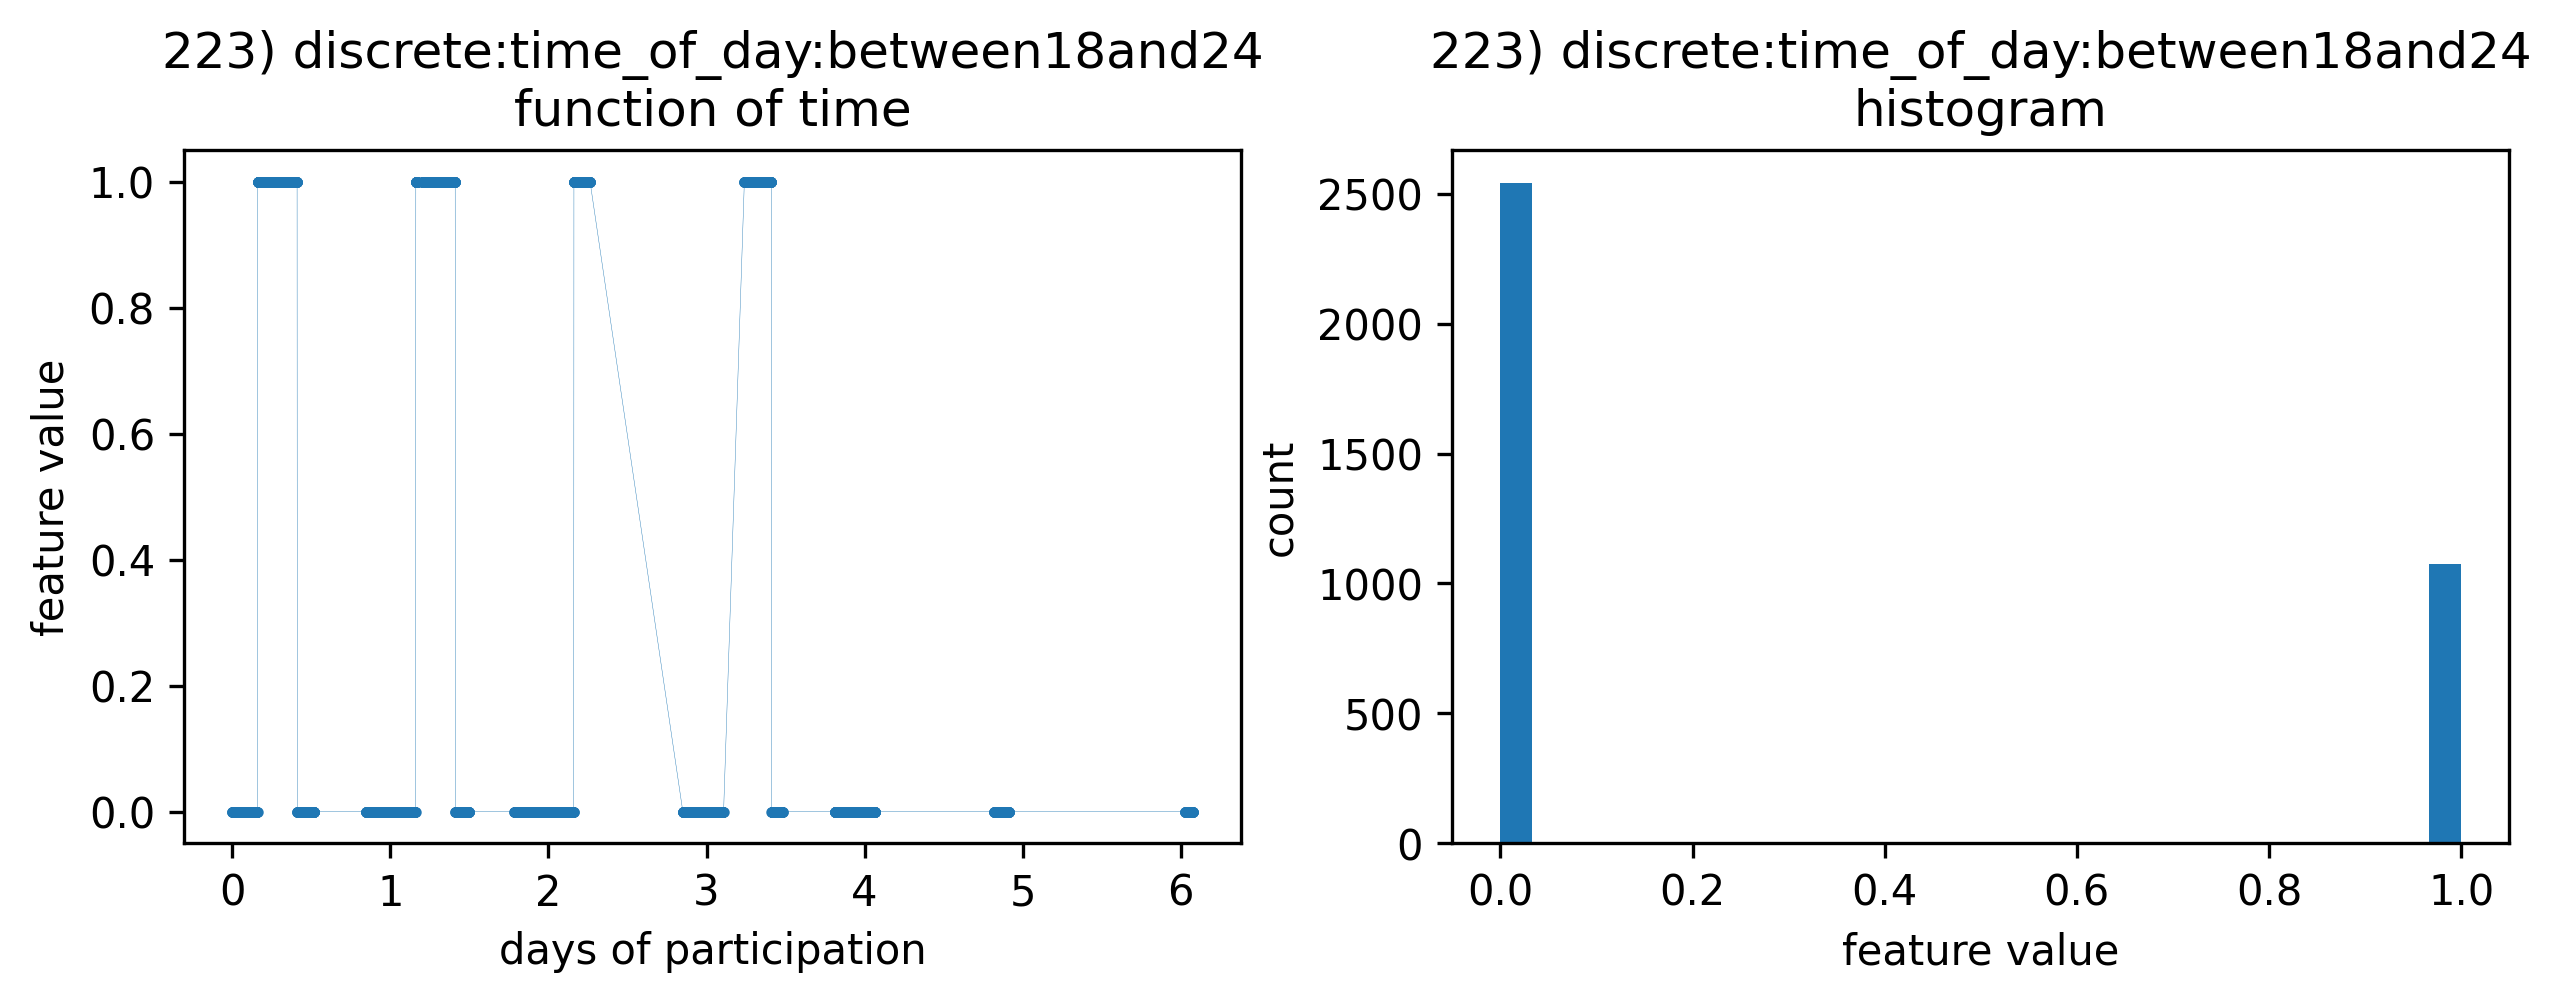 223) discrete:time_of_day:between18and24
function of time
1.0
0.8
0.6
0.4
0.2
0.0
feature value
0 1 2 3 4 5 6
days of participation
223) discrete:time_of_day:between18and24
histogram
2500
2000
1500
1000
500
0
count
0.0 0.2 0.4 0.6 0.8 1.0
feature value